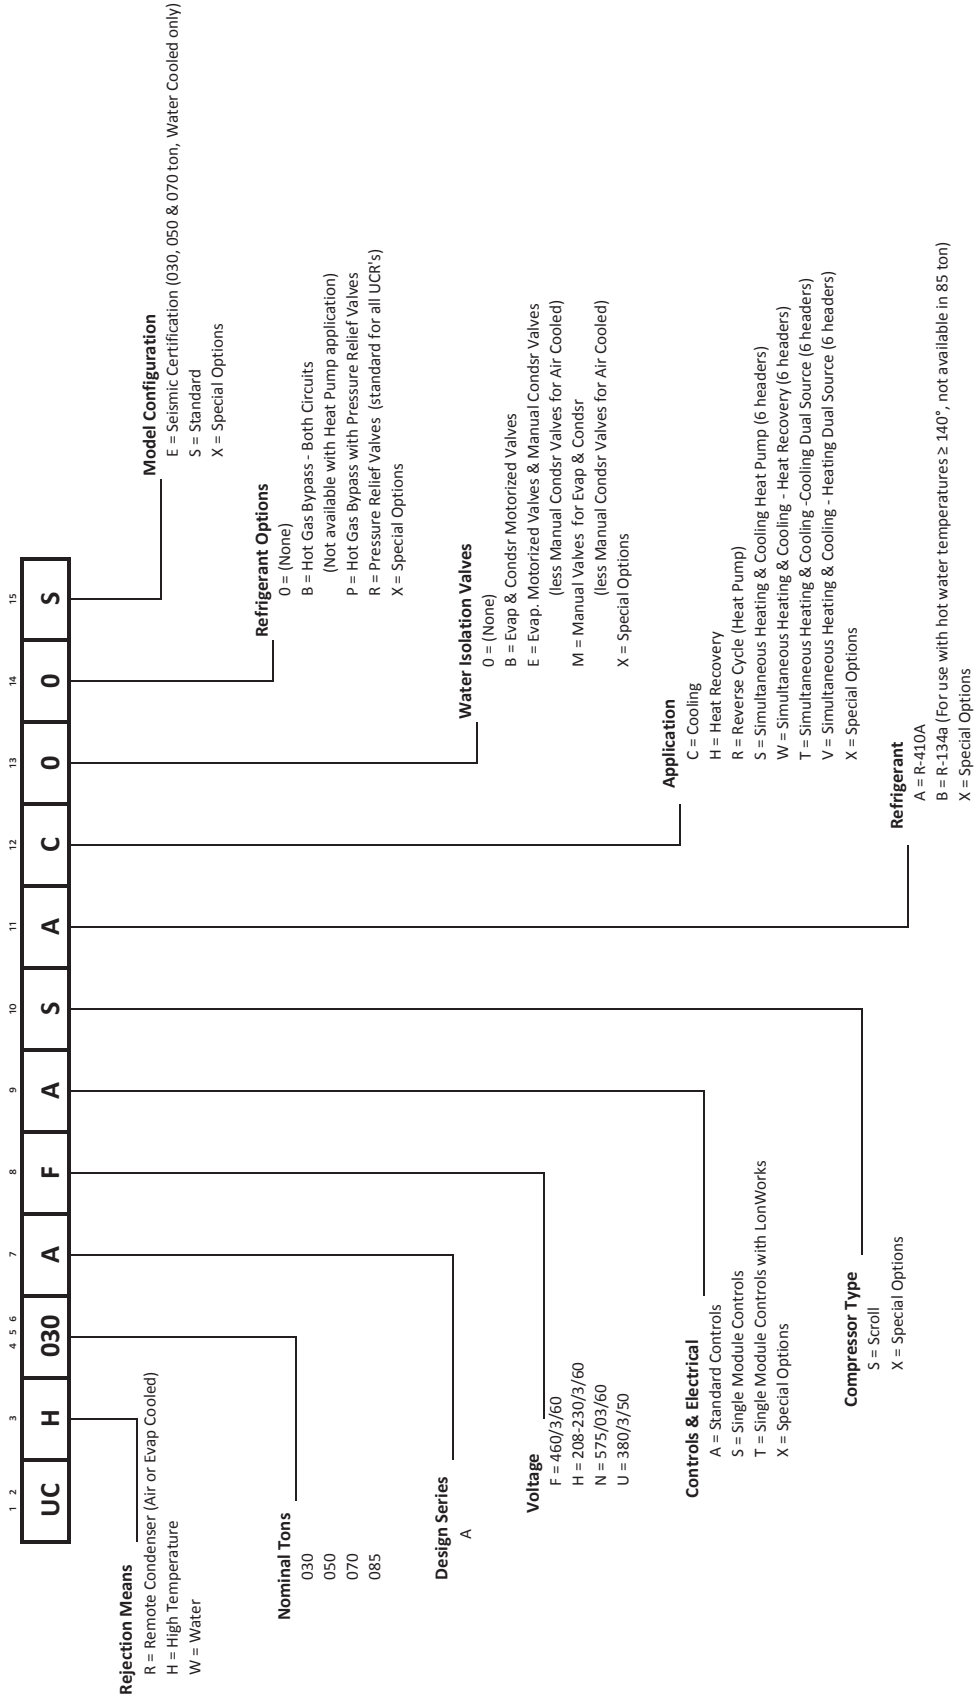 1 2 3 4 5 6 7 8 9 10 11 12 13 14 15
UC H 030 A F A S A C 0 0 S
Rejection Means
R = Remote Condenser (Air or Evap Cooled)
H = High Temperature
W = Water
Nominal Tons
030
050
070
085
Design Series
A
Voltage
F = 460/3/60
H = 208-230/3/60
N = 575/03/60
U = 380/3/50
Controls & Electrical
A = Standard Controls
S = Single Module Controls
T = Single Module Controls with LonWorks
X = Special Options
Compressor Type
S = Scroll
X = Special Options
Refrigerant
A = R-410A
B = R-134a (For use with hot water temperatures ≥ 140°, not available in 85 ton)
X = Special Options
Application
C = Cooling
H = Heat Recovery
R = Reverse Cycle (Heat Pump)
S = Simultaneous Heating & Cooling Heat Pump (6 headers)
W = Simultaneous Heating & Cooling - Heat Recovery (6 headers)
T = Simultaneous Heating & Cooling -Cooling Dual Source (6 headers)
V = Simultaneous Heating & Cooling - Heating Dual Source (6 headers)
X = Special Options
Water Isolation Valves
0 = (None)
B = Evap & Condsr Motorized Valves
E = Evap. Motorized Valves & Manual Condsr Valves
(less Manual Condsr Valves for Air Cooled)
M = Manual Valves for Evap & Condsr
(less Manual Condsr Valves for Air Cooled)
X = Special Options
Refrigerant Options
0 = (None)
B = Hot Gas Bypass - Both Circuits
(Not available with Heat Pump application)
P = Hot Gas Bypass with Pressure Relief Valves
R = Pressure Relief Valves (standard for all UCR's)
X = Special Options
Model Configuration
E = Seismic Certification (030, 050 & 070 ton, Water Cooled only)
S = Standard
X = Special Options